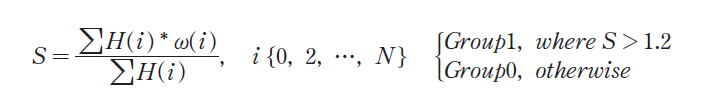 S = ∑H(i) * ω(i) / ∑H(i), i {0, 2, ⋯, N} {Group1, where S > 1.2
{Group0, otherwise